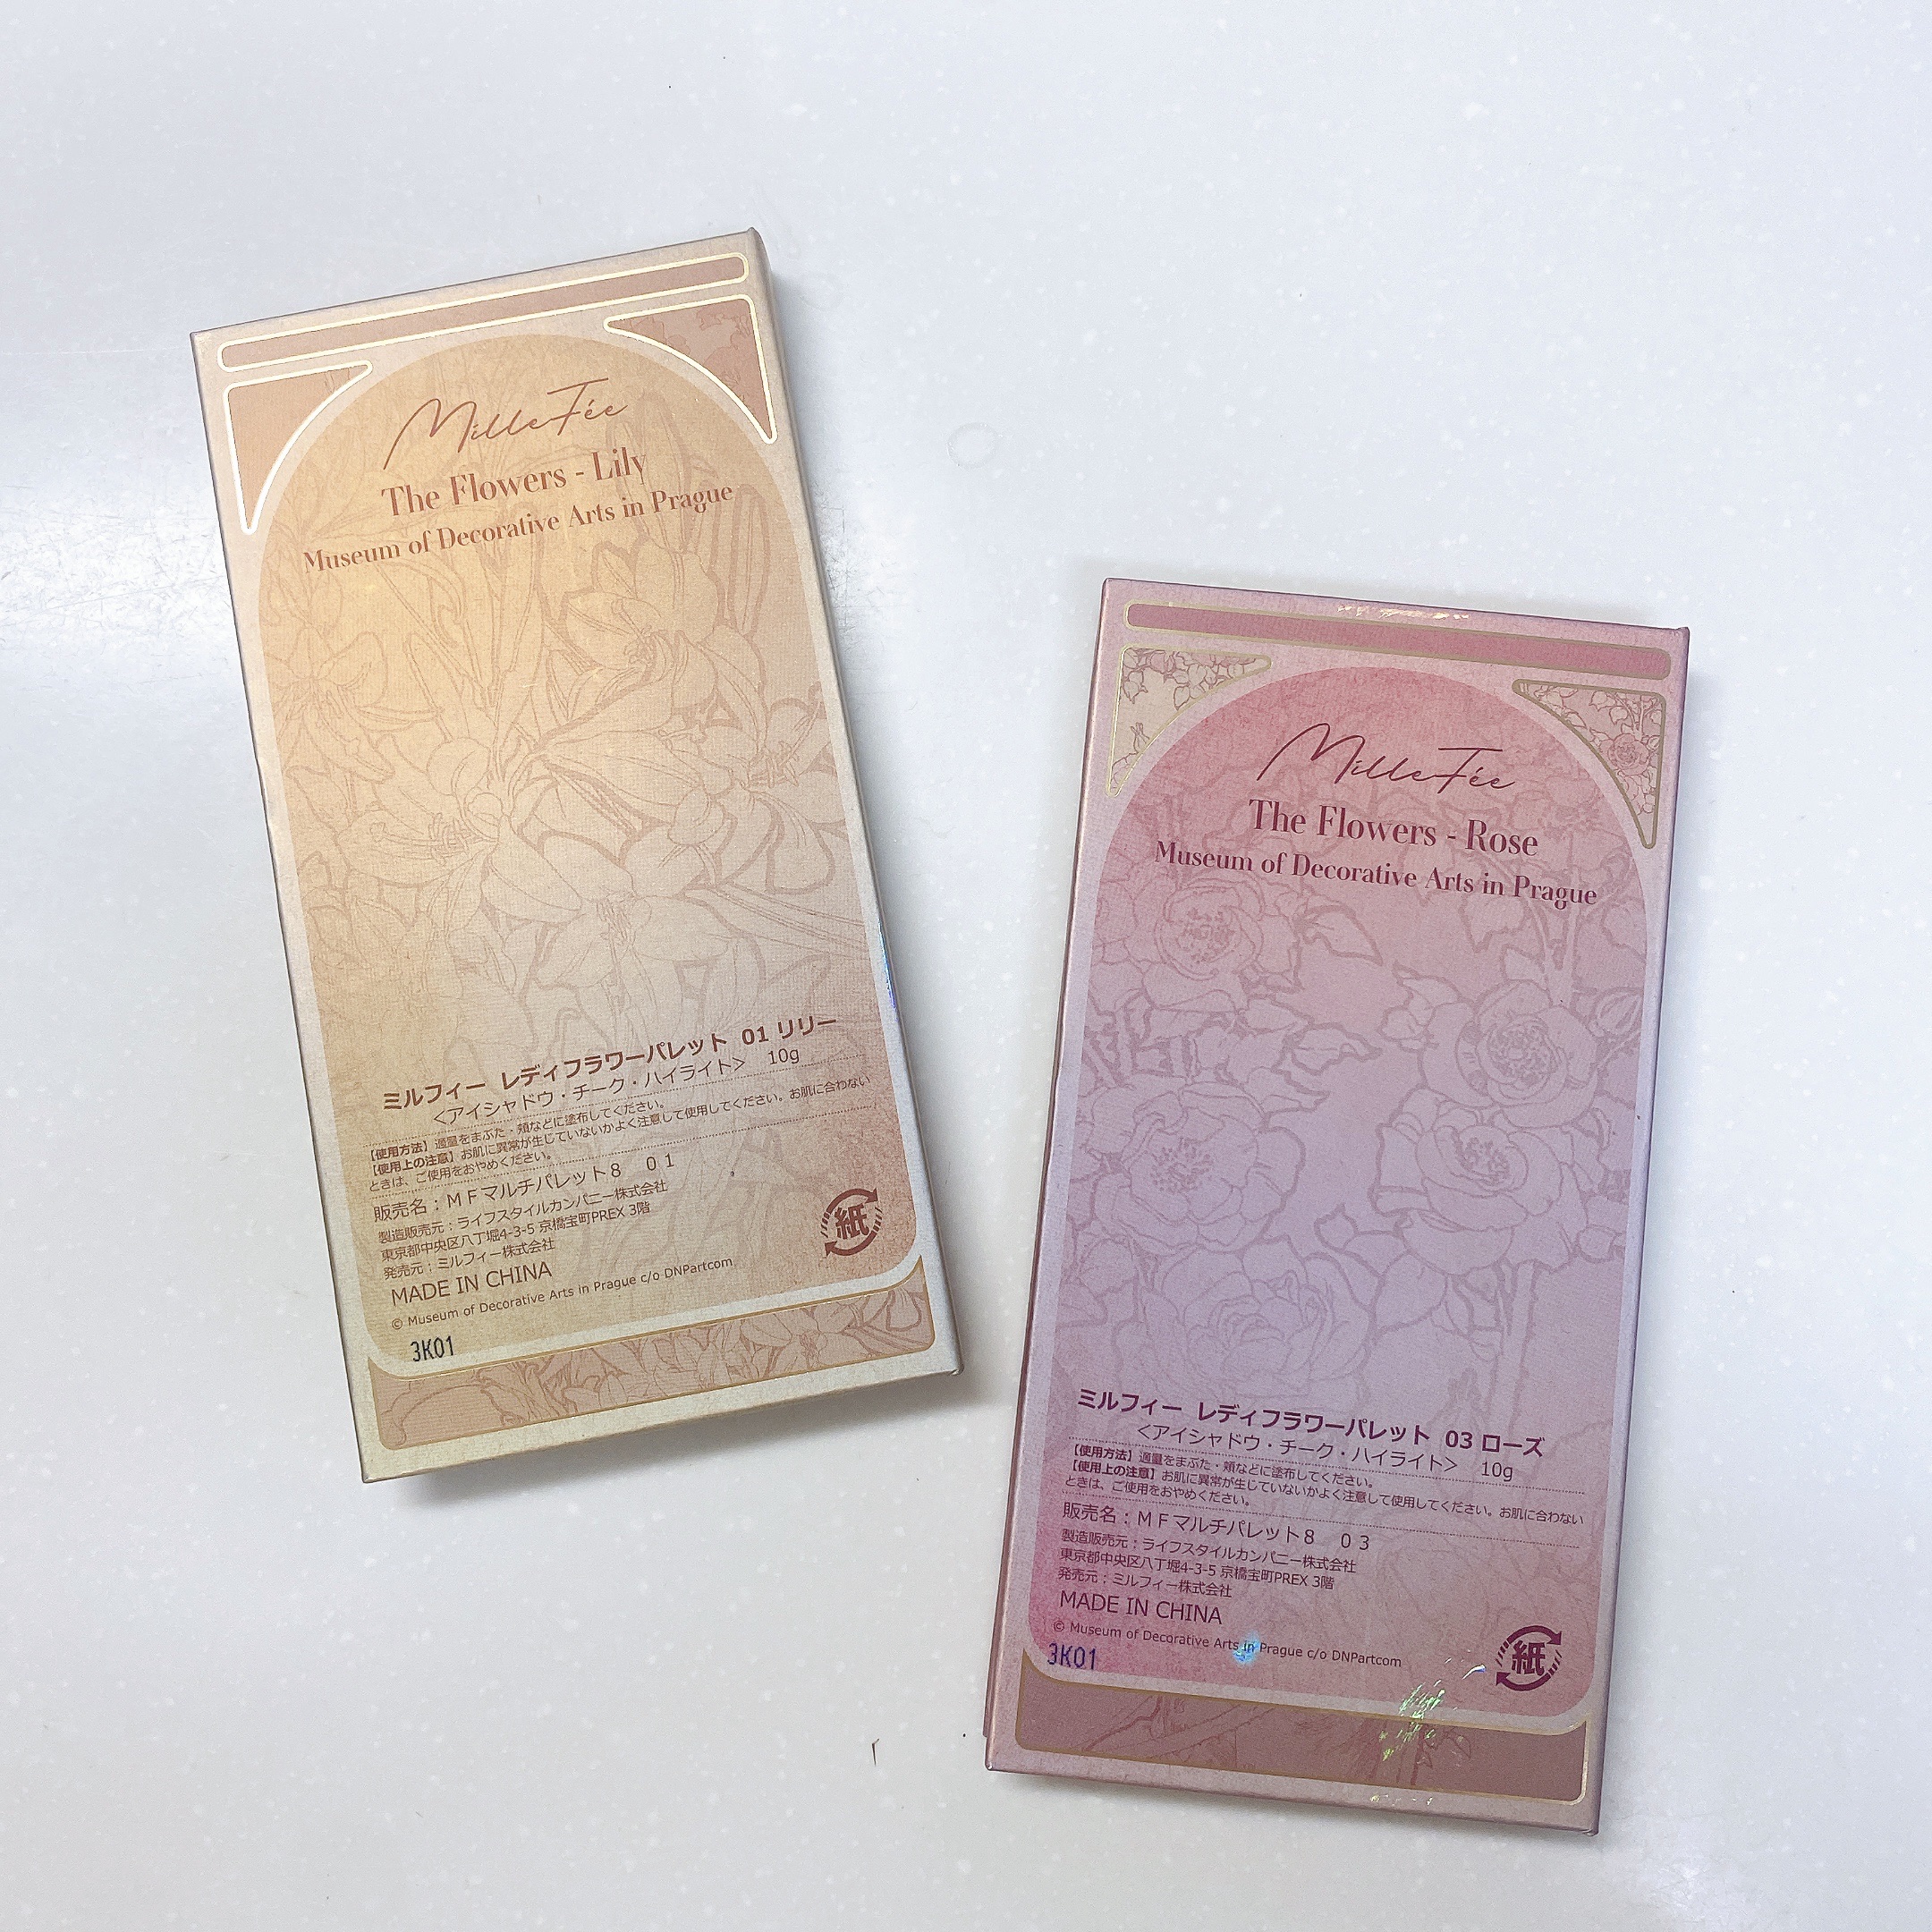 MilleFée
The Flowers - Lily
Museum of Decorative Arts in Prague
ミルフィー レディフラワーパレット 01 リリー
<アイシャドウ・チーク・ハイライト> 10g
【使用方法】適量をまぶた・頬などに塗布してください。
【使用上の注意】お肌に異常が生じていないかよく注意して使用してください。お肌に合わない
ときは、ご使用をおやめください。
販売名：ＭＦマルチパレット８　０１
製造販売元：ライフスタイルカンパニー株式会社
東京都中央区八丁堀4-3-5 京橋宝町PREX 3階
発売元：ミルフィー株式会社
MADE IN CHINA
© Museum of Decorative Arts in Prague c/o DNPartcom
3K01
紙
MilleFée
The Flowers - Rose
Museum of Decorative Arts in Prague
ミルフィー レディフラワーパレット 03 ローズ
<アイシャドウ・チーク・ハイライト> 10g
【使用方法】適量をまぶた・頬などに塗布してください。
【使用上の注意】お肌に異常が生じていないかよく注意して使用してください。お肌に合わない
ときは、ご使用をおやめください。
販売名：ＭＦマルチパレット８　０３
製造販売元：ライフスタイルカンパニー株式会社
東京都中央区八丁堀4-3-5 京橋宝町PREX 3階
発売元：ミルフィー株式会社
MADE IN CHINA
© Museum of Decorative Arts in Prague c/o DNPartcom
3K01
紙